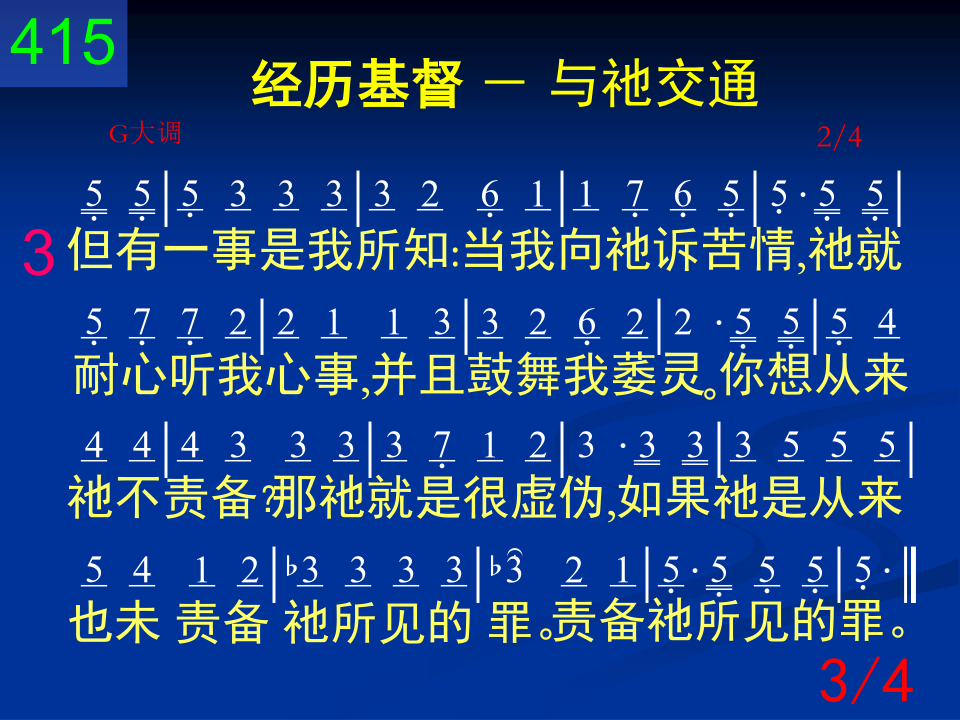 415
经历基督 － 与祂交通
G大调 2/4
5 5|5 3 3 3|3 2 6 1|1 7 6 5|5 · 5 5|
3 但有一事是我所知:当我向祂诉苦情,祂就
5 7 7 2|2 1 1 3|3 2 6 2|2 · 5 5|5 4
耐心听我心事,并且鼓舞我萎灵。你想从来
4 4|4 3 3 3|3 7 1 2|3 · 3 3|3 5 5 5|
祂不责备?那祂就是很虚伪,如果祂是从来
5 4 1 2|♭3 3 3 3|♭3 2 1|5 · 5 5 5|5 · ‖
也未责备 祂所见的 罪。责备祂所见的罪。
3/4